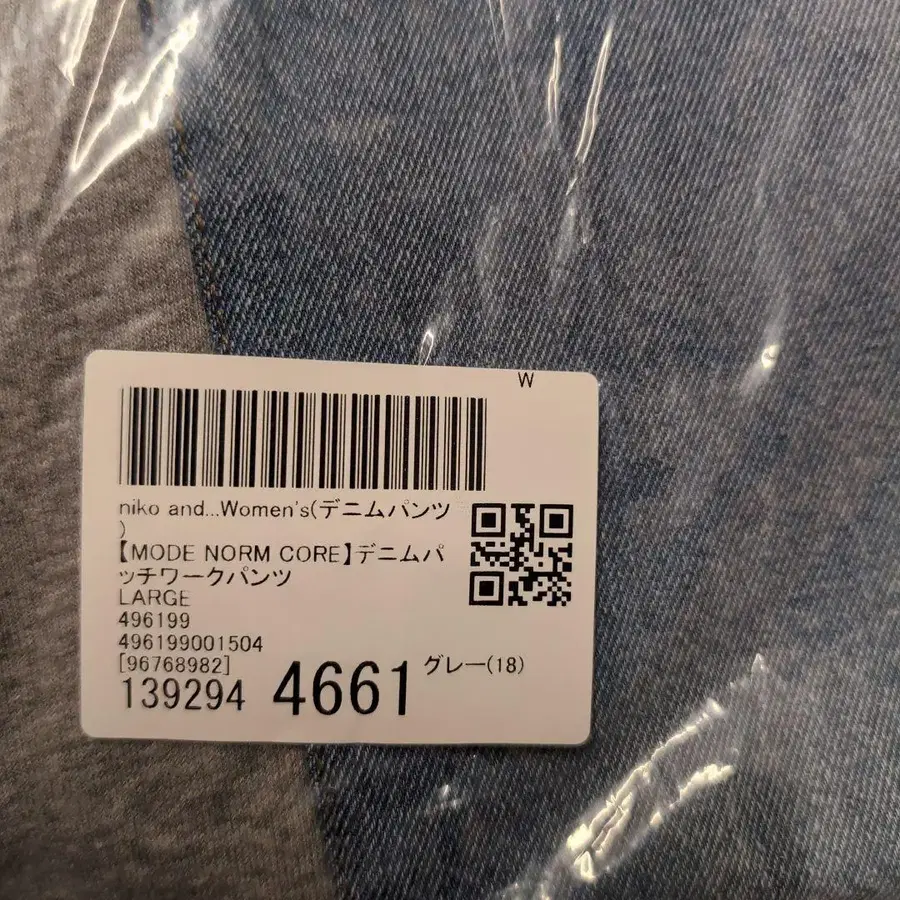 W
niko and...Women's(デニムパンツ
)
【MODE NORM CORE】デニムパ
ッチワークパンツ
LARGE
496199
496199001504
[96768982]
グレー(18)
139294 4661